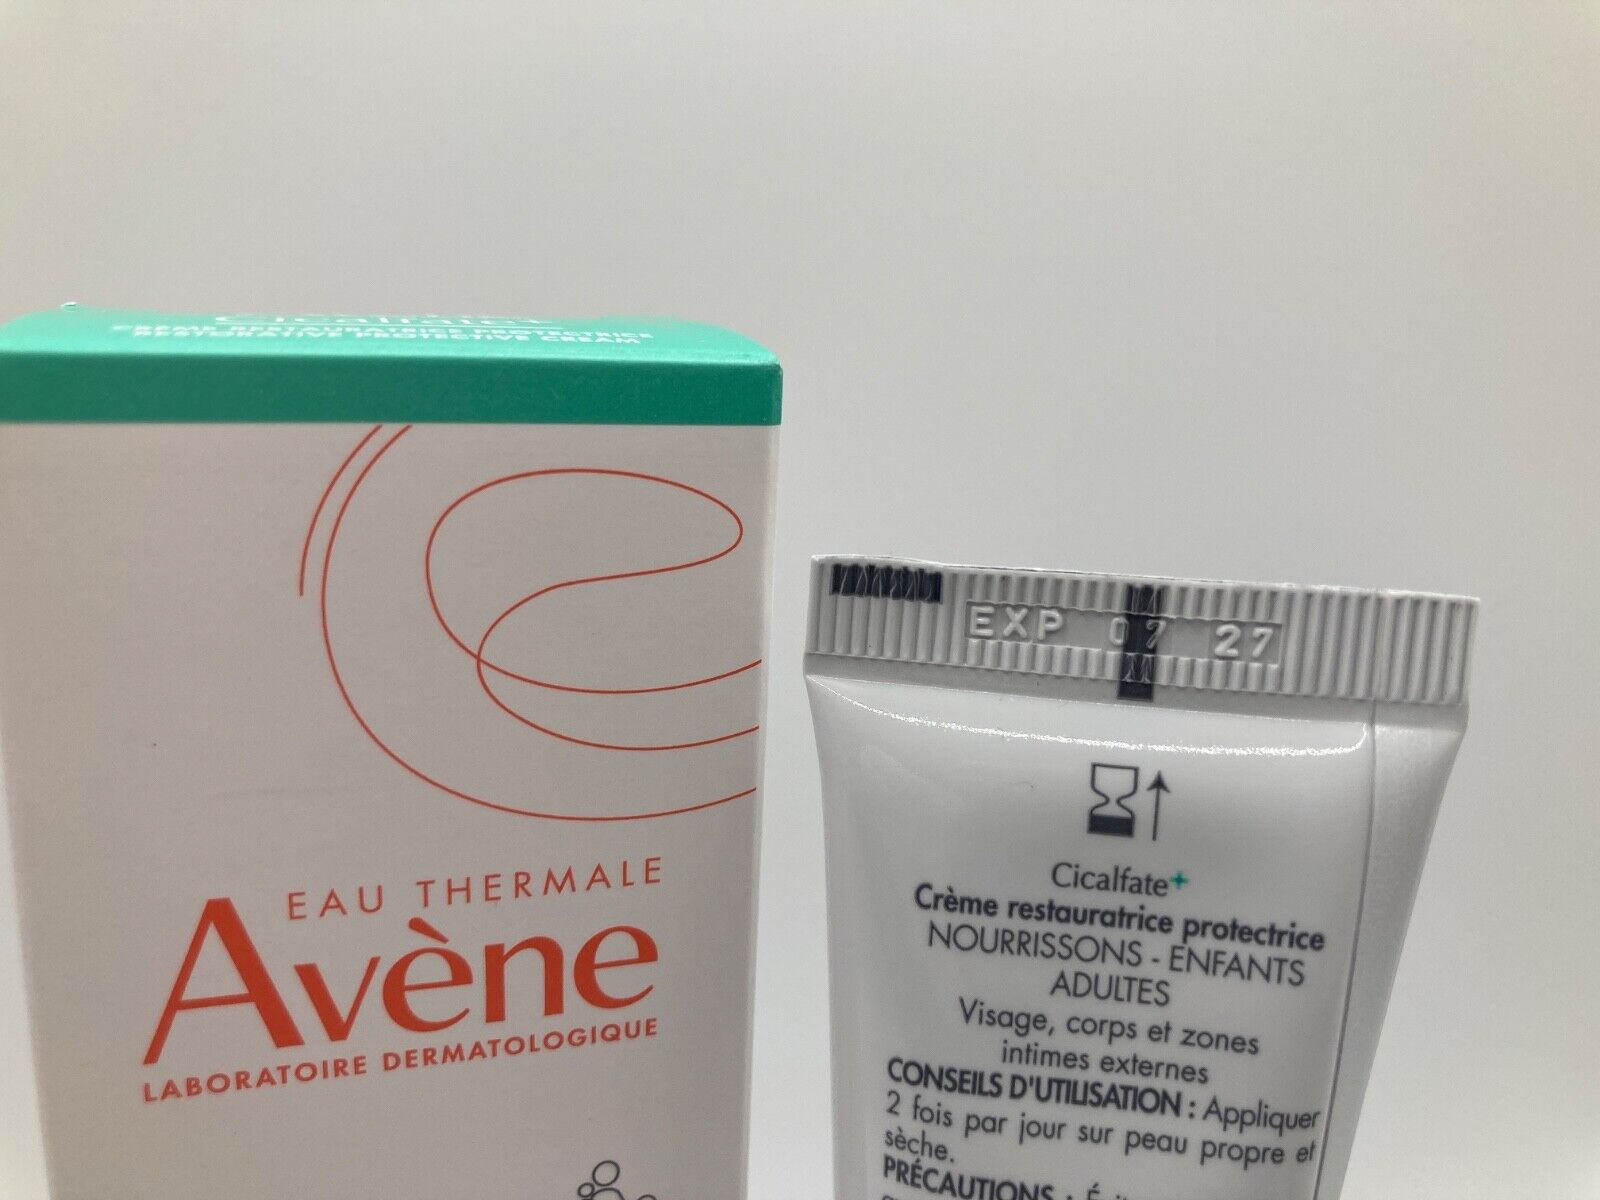 Cicalfate+
CRÈME RESTAURATRICE PROTECTRICE
RESTORATIVE PROTECTIVE CREAM
EAU THERMALE
Avène
LABORATOIRE DERMATOLOGIQUE
EXP 07 27
Cicalfate+
Crème restauratrice protectrice
NOURRISSONS - ENFANTS
ADULTES
Visage, corps et zones
intimes externes
CONSEILS D'UTILISATION : Appliquer
2 fois par jour sur peau propre et
sèche.
PRÉCAUTIONS :